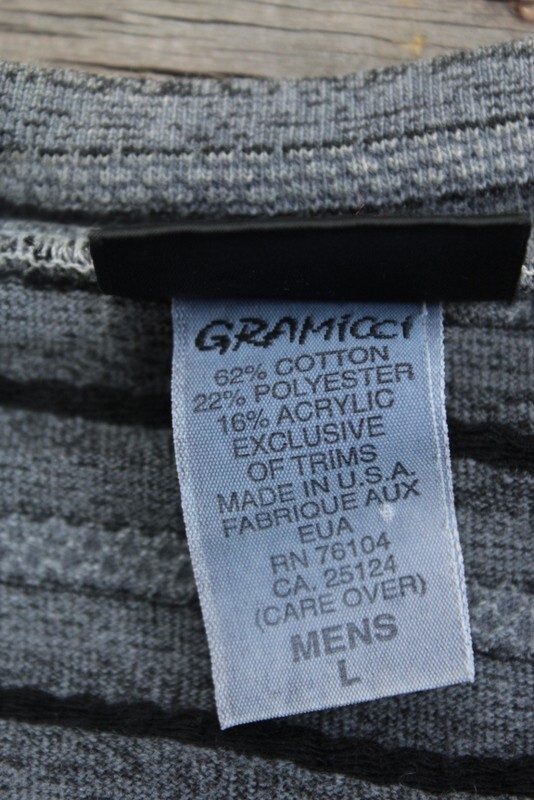 GRAMiCCi
62% COTTON
22% POLYESTER
16% ACRYLIC
EXCLUSIVE
OF TRIMS
MADE IN U.S.A.
FABRIQUE AUX
EUA
RN 76104
CA. 25124
(CARE OVER)
MENS
L